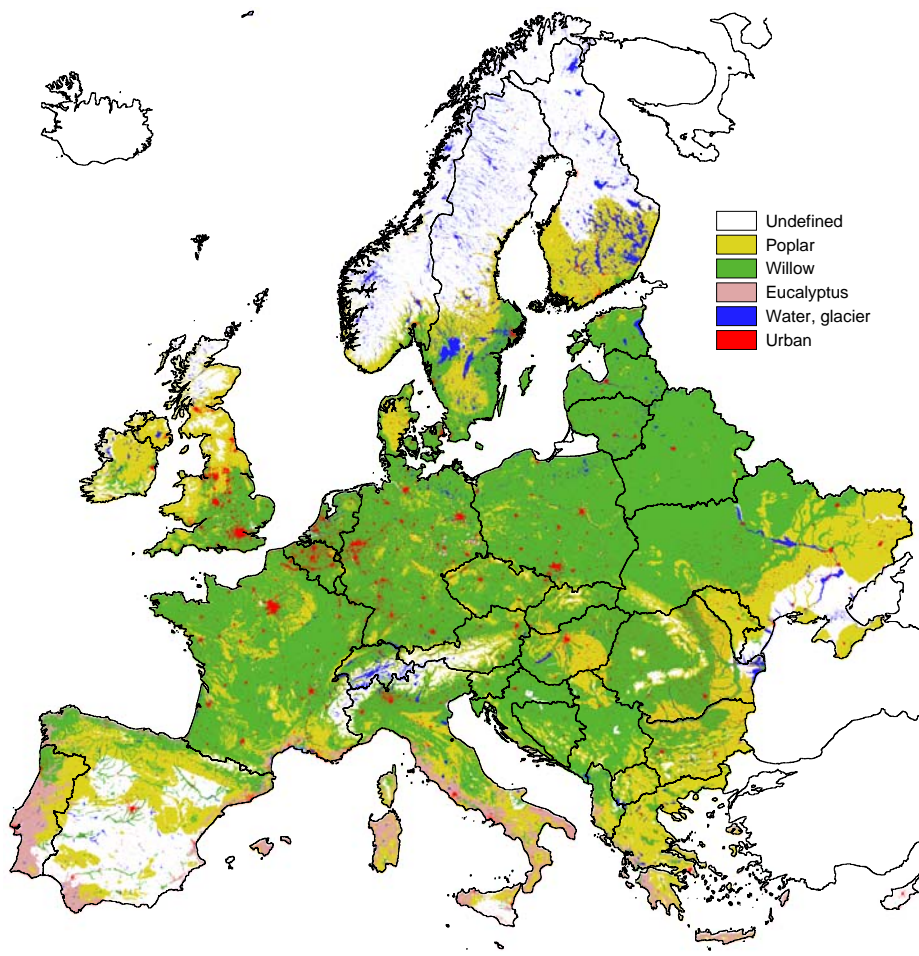 Undefined
Poplar
Willow
Eucalyptus
Water, glacier
Urban